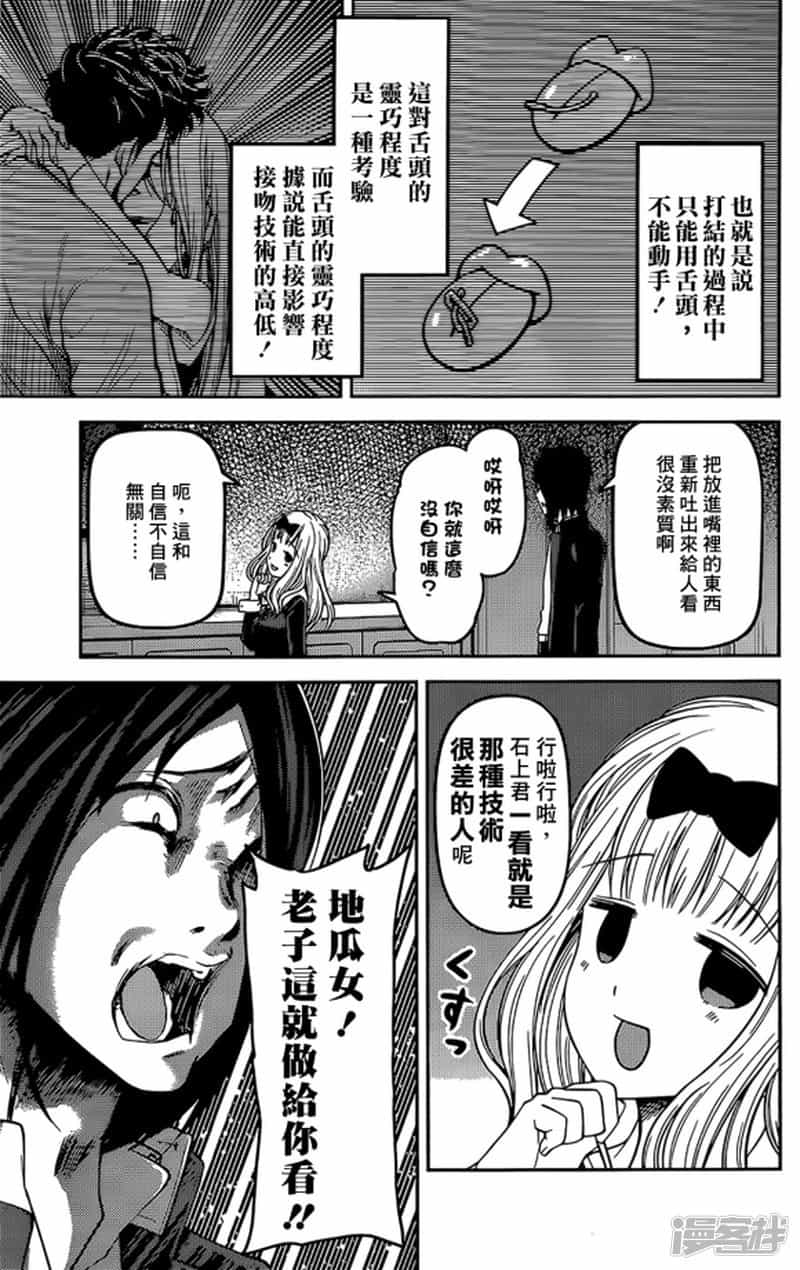 也就是説
打結的過程中
只能用舌頭，
不能動手！
這對舌頭的
靈巧程度
是一種考驗
而舌頭的靈巧程度
據説能直接影響
接吻技術的高低！
把放進嘴裡的東西
重新吐出來給人看
很沒素質啊
哎呀哎呀
你就這麼
沒自信嗎？
呃，這和
自信不自信
無關……
行啦行啦，
石上君一看就是
那種技術
很差的人呢
くすっ
地瓜女！
老子這就做給你看！！
漫客栈